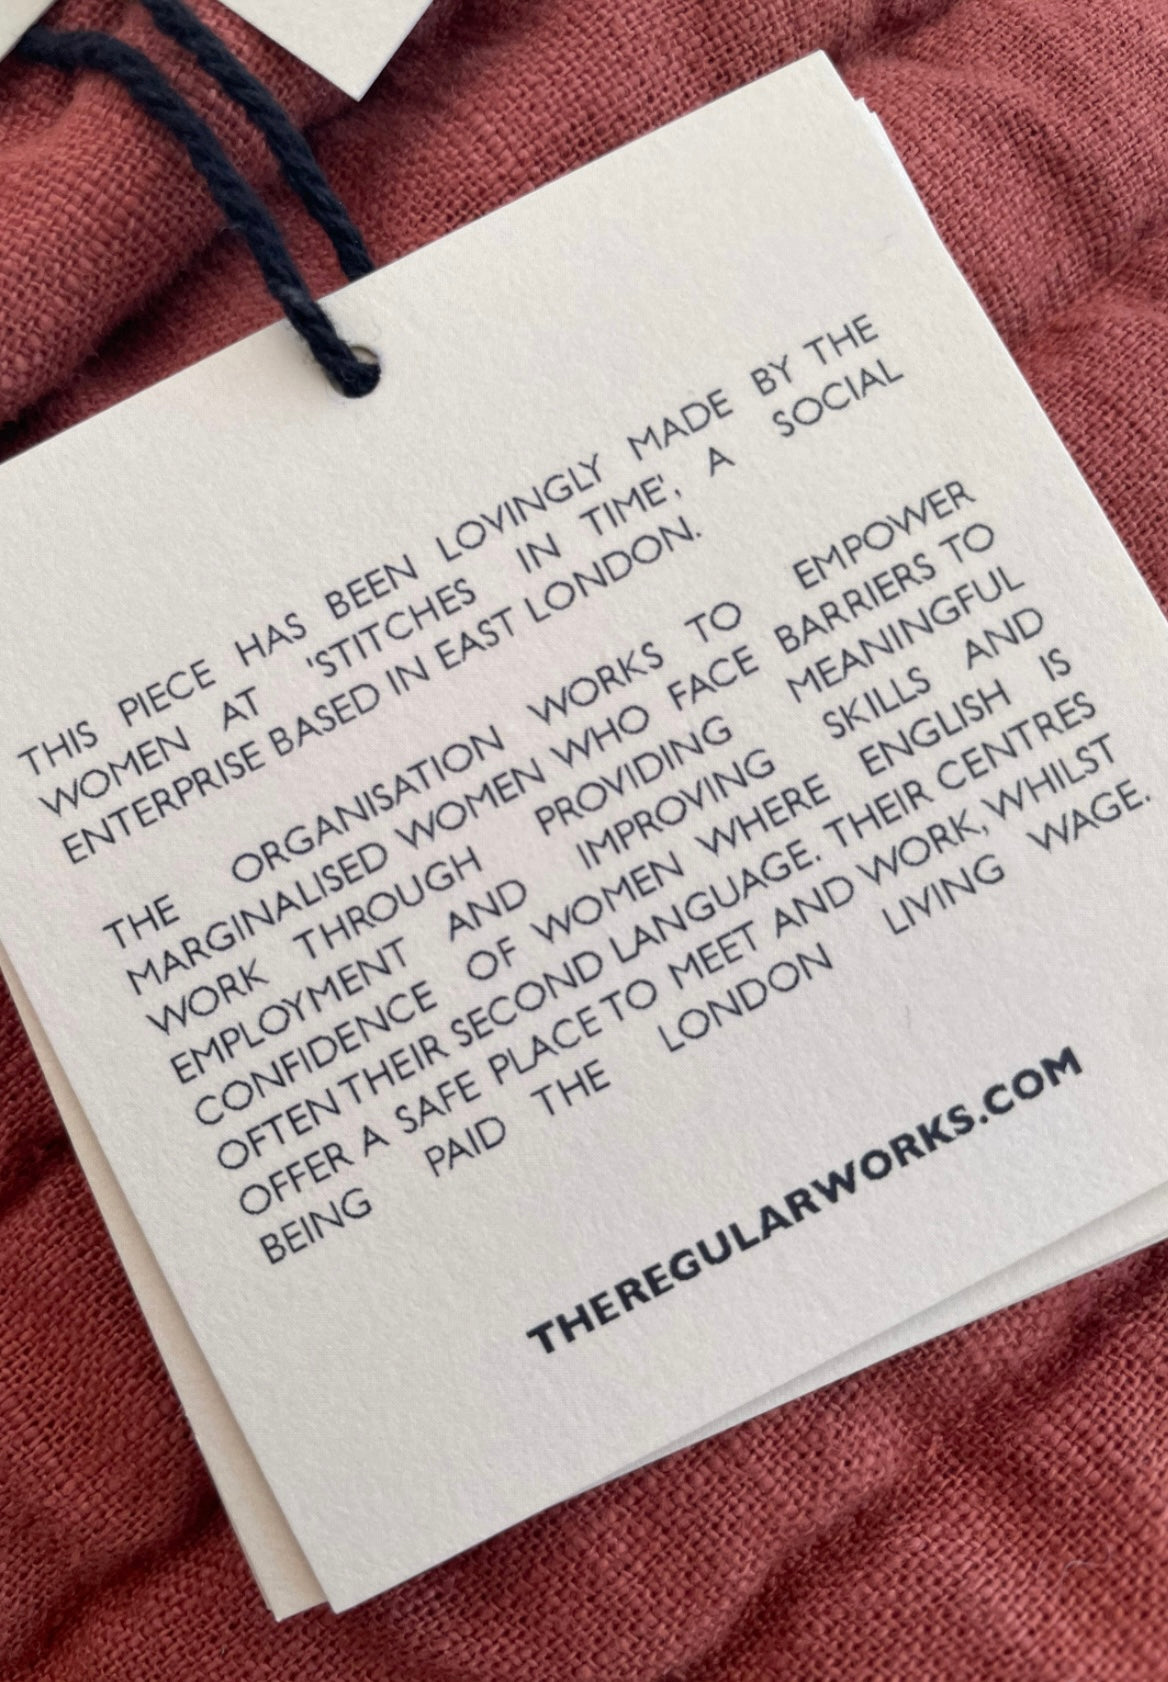 THIS PIECE HAS BEEN LOVINGLY MADE BY THE
WOMEN AT 'STITCHES IN TIME', A SOCIAL
ENTERPRISE BASED IN EAST LONDON.
THE ORGANISATION WORKS TO EMPOWER
MARGINALISED WOMEN WHO FACE BARRIERS TO
WORK THROUGH PROVIDING MEANINGFUL
EMPLOYMENT AND IMPROVING SKILLS AND
CONFIDENCE OF WOMEN WHERE ENGLISH IS
OFTEN THEIR SECOND LANGUAGE. THEIR CENTRES
OFFER A SAFE PLACE TO MEET AND WORK, WHILST
BEING PAID THE LONDON LIVING WAGE.
THEREGULARWORKS.COM